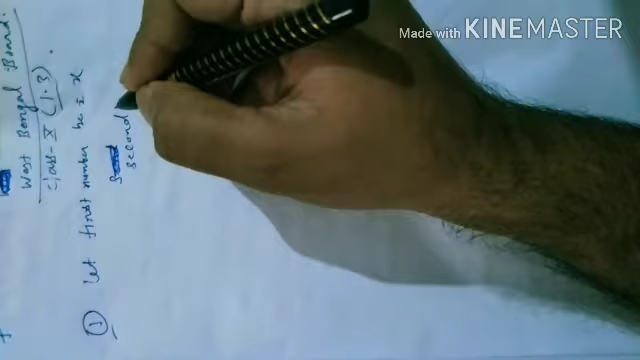 West Bengal Board.
Class - X (1.3).
① Let first number be = x
second
Made with KINEMASTER